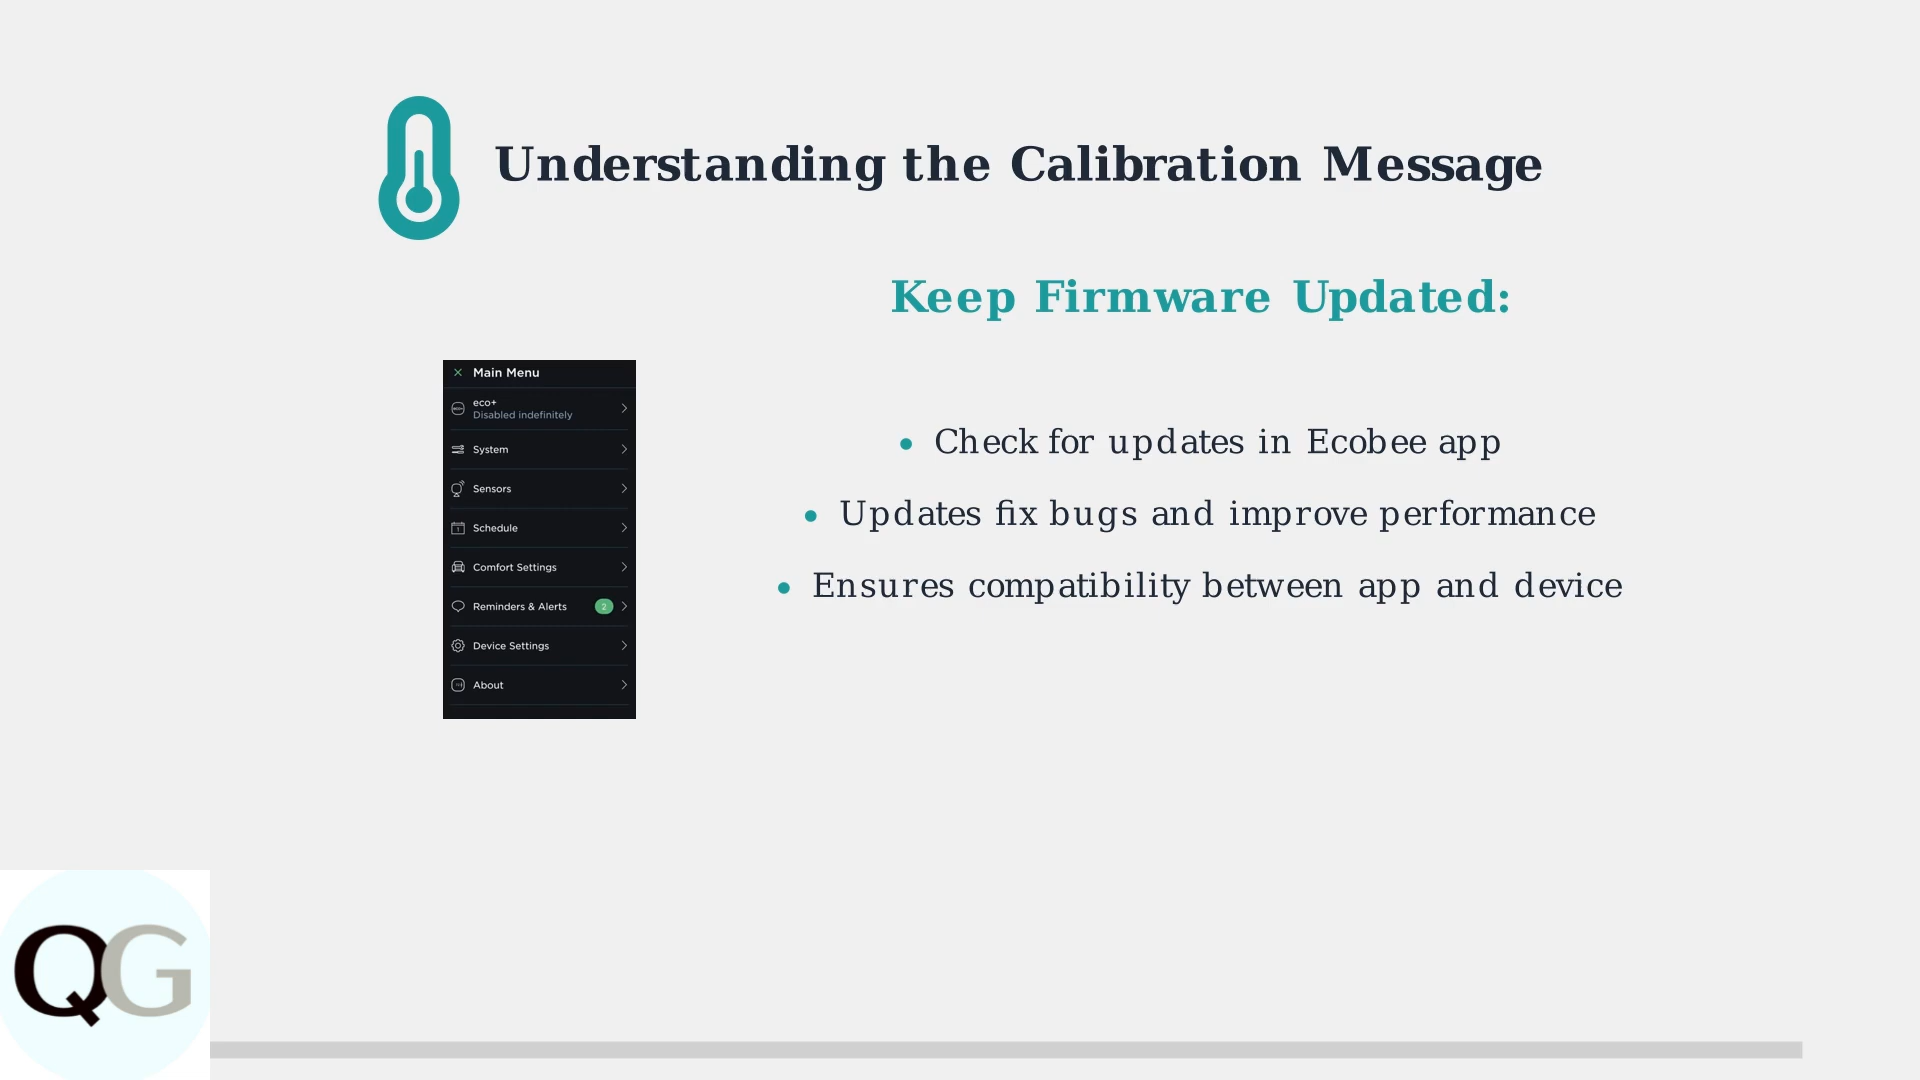 Understanding the Calibration Message
Keep Firmware Updated:
Main Menu
eco+
Disabled indefinitely
System
Sensors
Schedule
Comfort Settings
Reminders & Alerts 2
Device Settings
About
Check for updates in Ecobee app
Updates fix bugs and improve performance
Ensures compatibility between app and device
QG